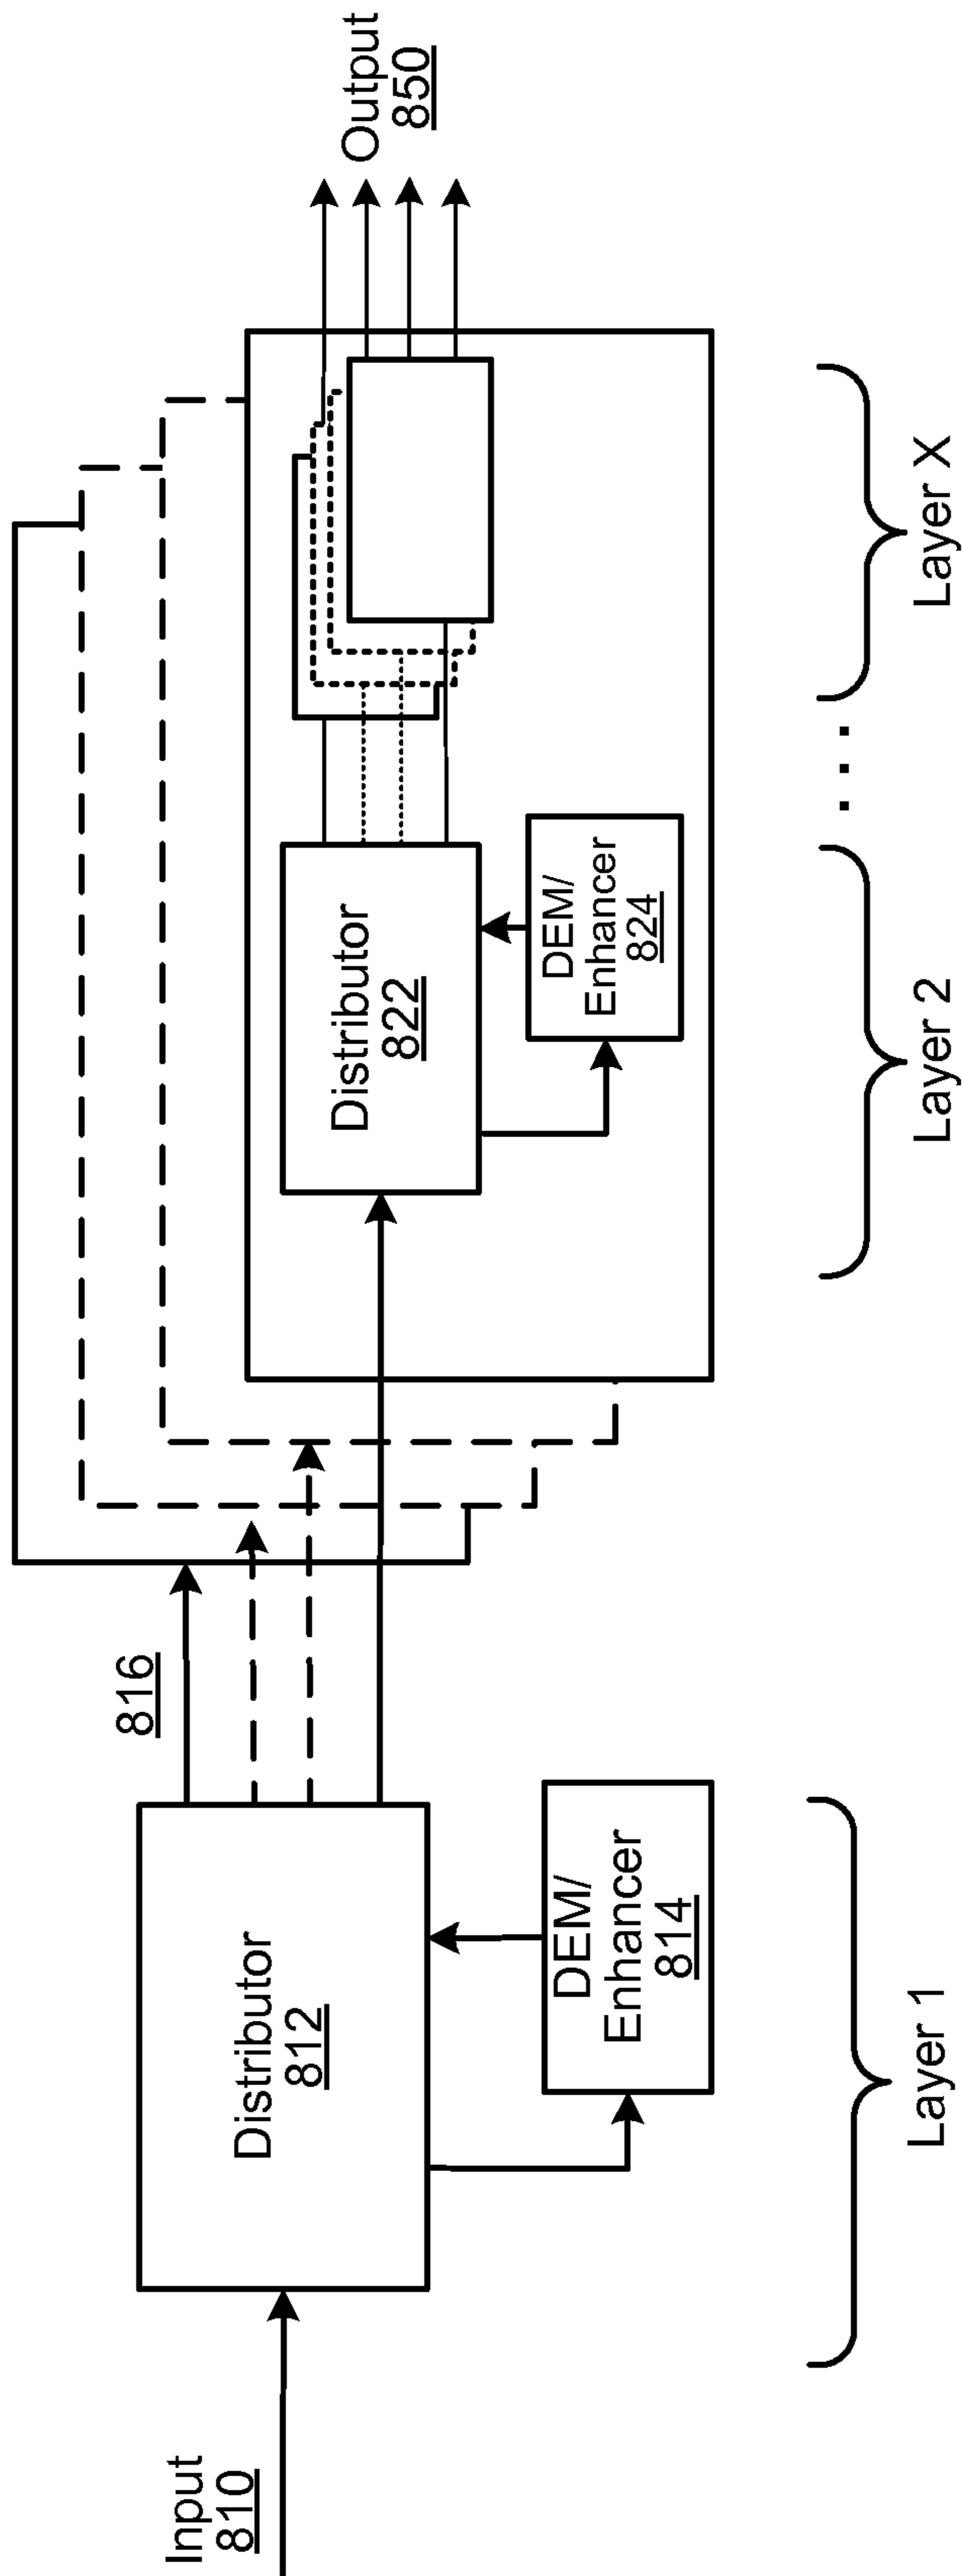 Input
810
Distributor
812
DEM/
Enhancer
814
816
Distributor
822
DEM/
Enhancer
824
Output
850
Layer 1
Layer 2
. . .
Layer X